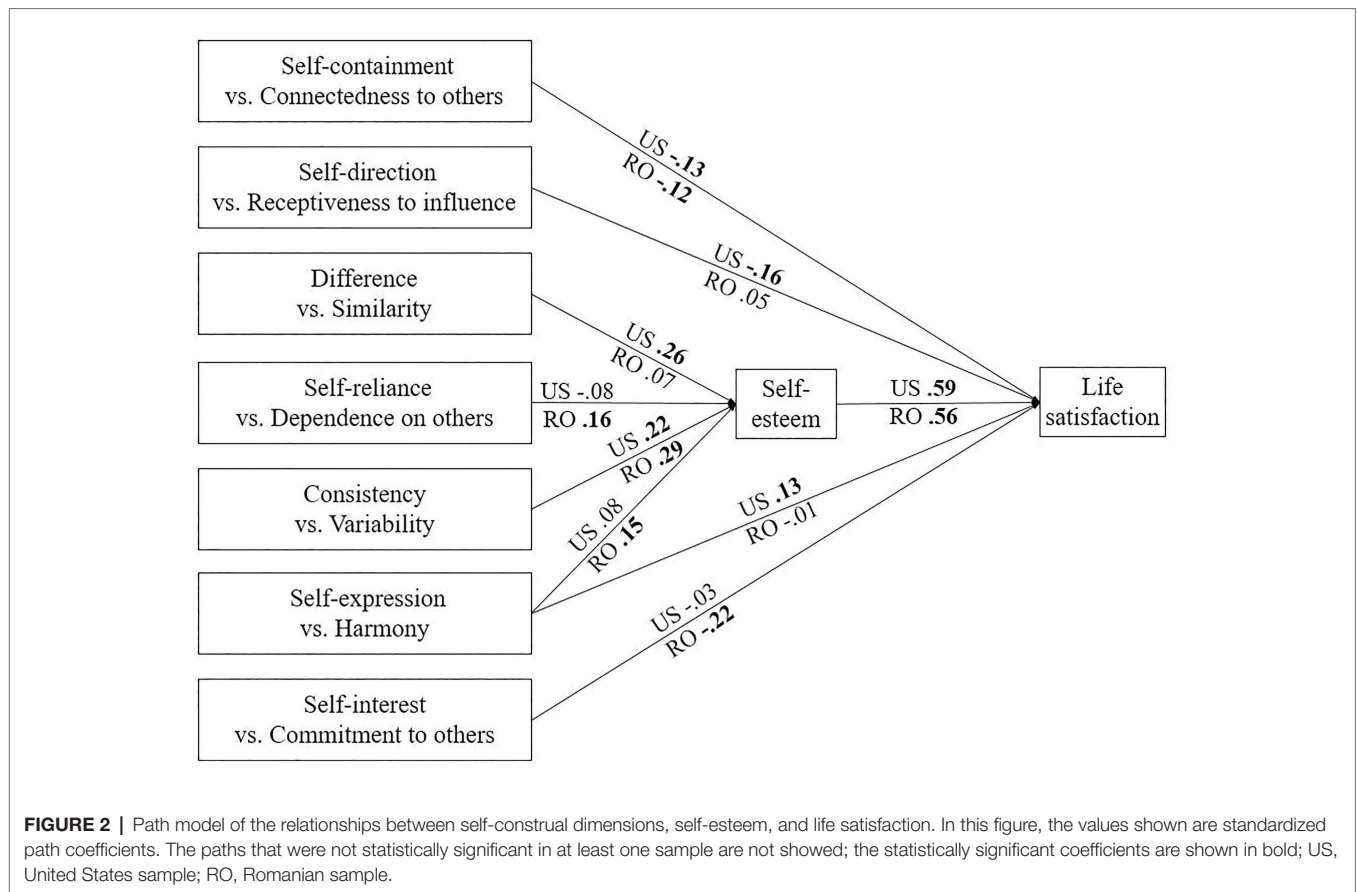 Self-containment
vs. Connectedness to others
US -.13
RO -.12
Self-direction
vs. Receptiveness to influence
US -.16
RO .05
Difference
vs. Similarity
US .26
RO .07
Self-reliance
vs. Dependence on others
US -.08
RO .16
Self-
esteem
US .59
RO .56
Life
satisfaction
Consistency
vs. Variability
US .22
RO .29
Self-expression
vs. Harmony
US .08
RO .15
US .13
RO -.01
Self-interest
vs. Commitment to others
US -.03
RO -.22
FIGURE 2 | Path model of the relationships between self-construal dimensions, self-esteem, and life satisfaction. In this figure, the values shown are standardized
path coefficients. The paths that were not statistically significant in at least one sample are not showed; the statistically significant coefficients are shown in bold; US,
United States sample; RO, Romanian sample.